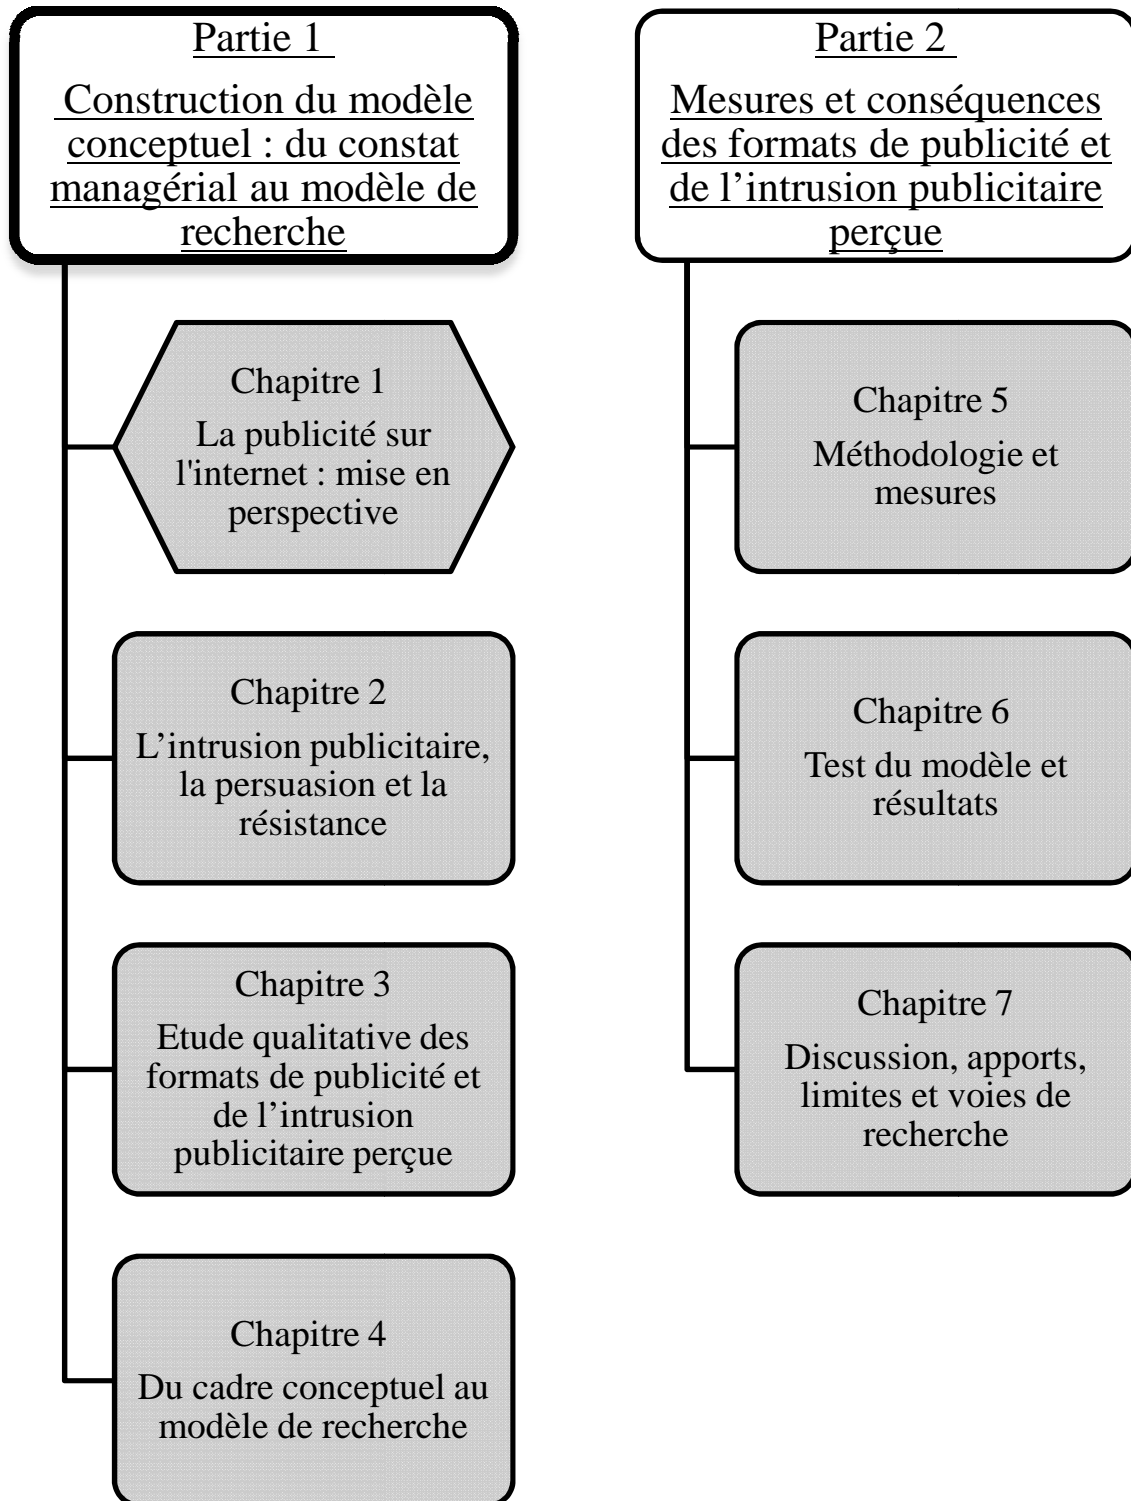 Partie 1
Construction du modèle
conceptuel : du constat
managérial au modèle de
recherche
Chapitre 1
La publicité sur
l'internet : mise en
perspective
Chapitre 2
L’intrusion publicitaire,
la persuasion et la
résistance
Chapitre 3
Etude qualitative des
formats de publicité et
de l’intrusion
publicitaire perçue
Chapitre 4
Du cadre conceptuel au
modèle de recherche
Partie 2
Mesures et conséquences
des formats de publicité et
de l’intrusion publicitaire
perçue
Chapitre 5
Méthodologie et
mesures
Chapitre 6
Test du modèle et
résultats
Chapitre 7
Discussion, apports,
limites et voies de
recherche